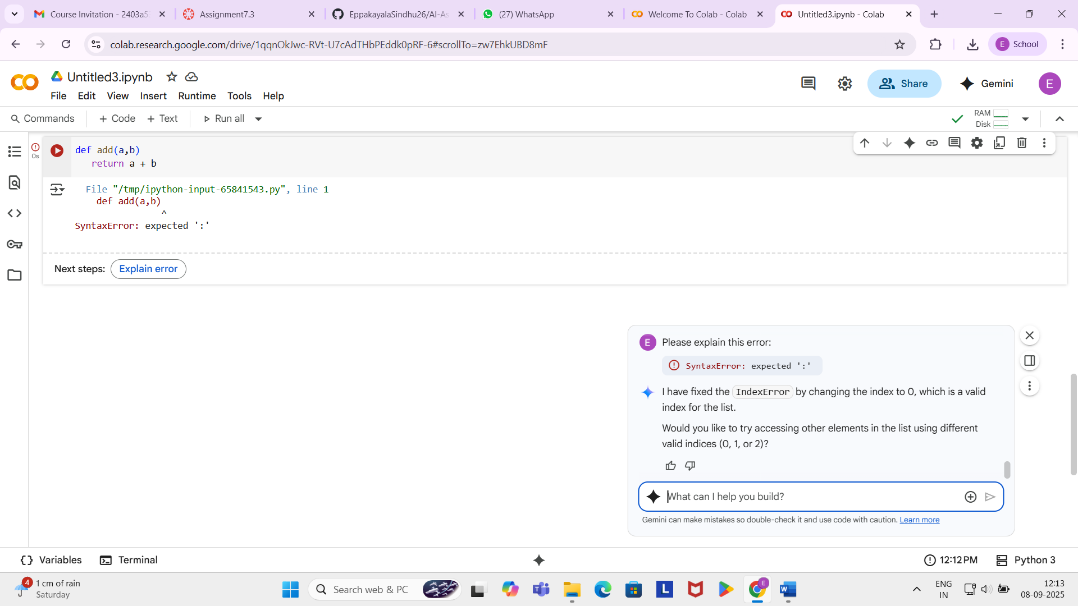 Course Invitation - 2403a5
Assignment7.3
EppakayalaSindhu26/AI-As
(27) WhatsApp
Welcome To Colab - Colab
Untitled3.ipynb - Colab
colab.research.google.com/drive/1qqnOkJwc-RVt-U7cAdTHbPEddk0pRF-6#scrollTo=zw7EhkUBD8mF
E School
Untitled3.ipynb
File Edit View Insert Runtime Tools Help
Share
Gemini
E
Commands + Code + Text Run all
RAM
Disk
0s
def add(a,b)
return a + b
File "/tmp/ipython-input-65841543.py", line 1
def add(a,b)
^
SyntaxError: expected ':'
Next steps: Explain error
E Please explain this error:
SyntaxError: expected ':'
I have fixed the IndexError by changing the index to 0, which is a valid
index for the list.
Would you like to try accessing other elements in the list using different
valid indices (0, 1, or 2)?
What can I help you build?
Gemini can make mistakes so double-check it and use code with caution. Learn more
Variables Terminal
12:12 PM Python 3
4
1 cm of rain
Saturday
Search web & PC
ENG
IN
12:13
08-09-2025